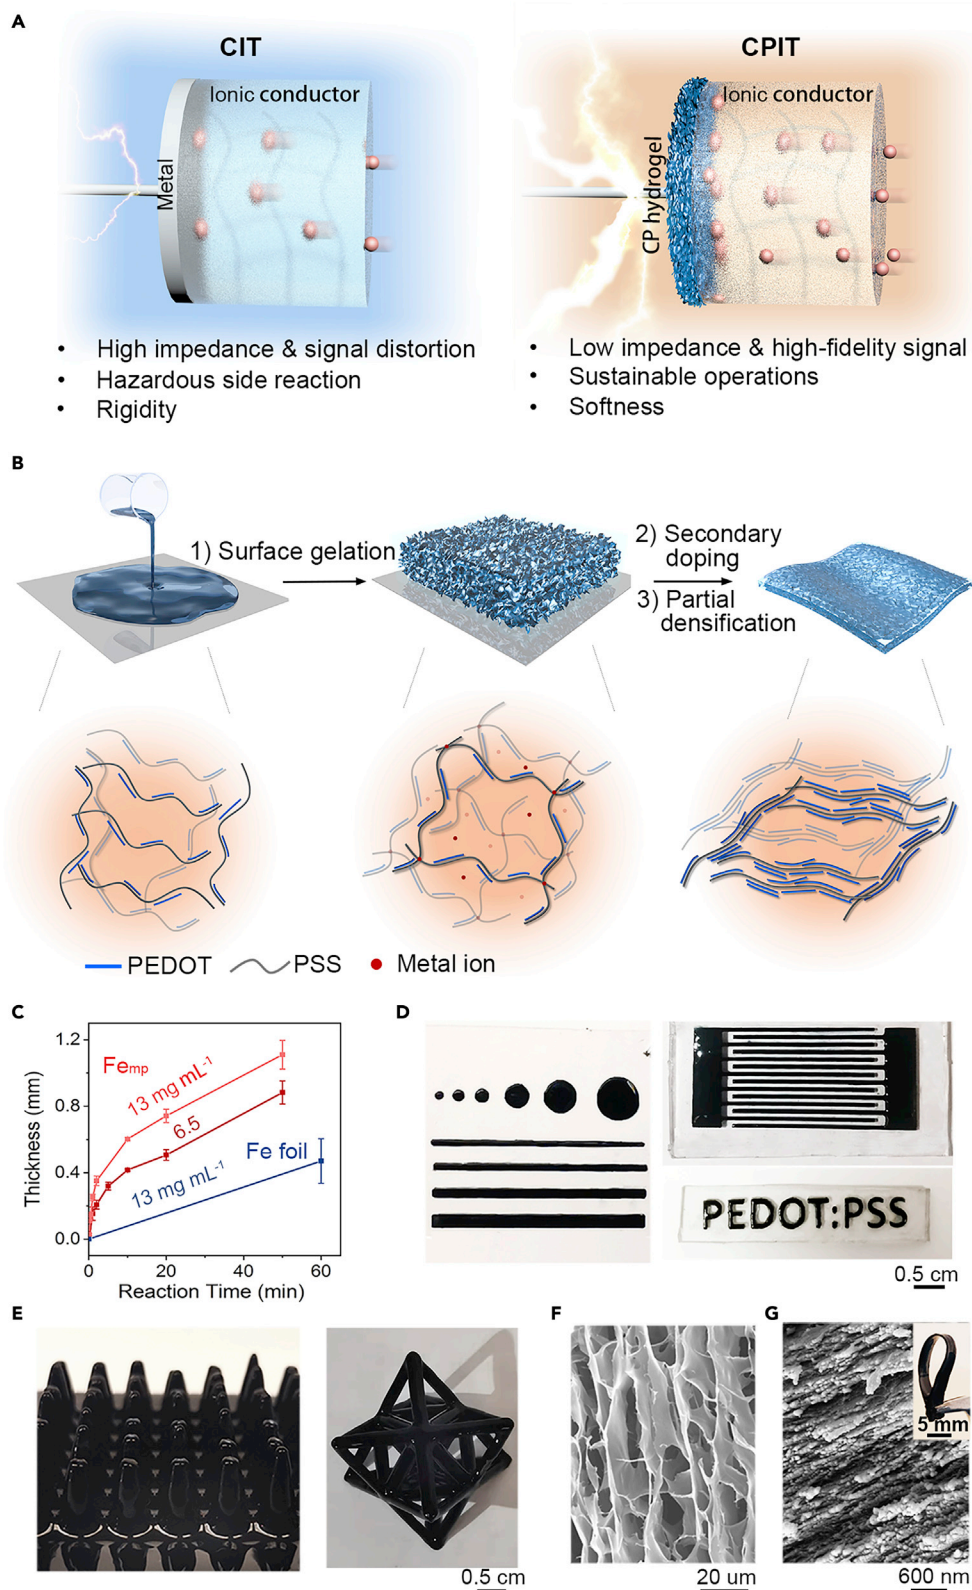 A
CIT
Ionic conductor
Metal
• High impedance & signal distortion
• Hazardous side reaction
• Rigidity
CPIT
Ionic conductor
CP hydrogel
• Low impedance & high-fidelity signal
• Sustainable operations
• Softness
B
1) Surface gelation
2) Secondary
doping
3) Partial
densification
PEDOT
PSS
Metal ion
C
Thickness (mm)
1.2
0.8
0.4
0.0
Femp
13 mg mL-1
6.5
Fe foil
13 mg mL-1
0
20
40
60
Reaction Time (min)
D
PEDOT:PSS
0.5 cm
E
0.5 cm
F
20 um
G
5 mm
600 nm